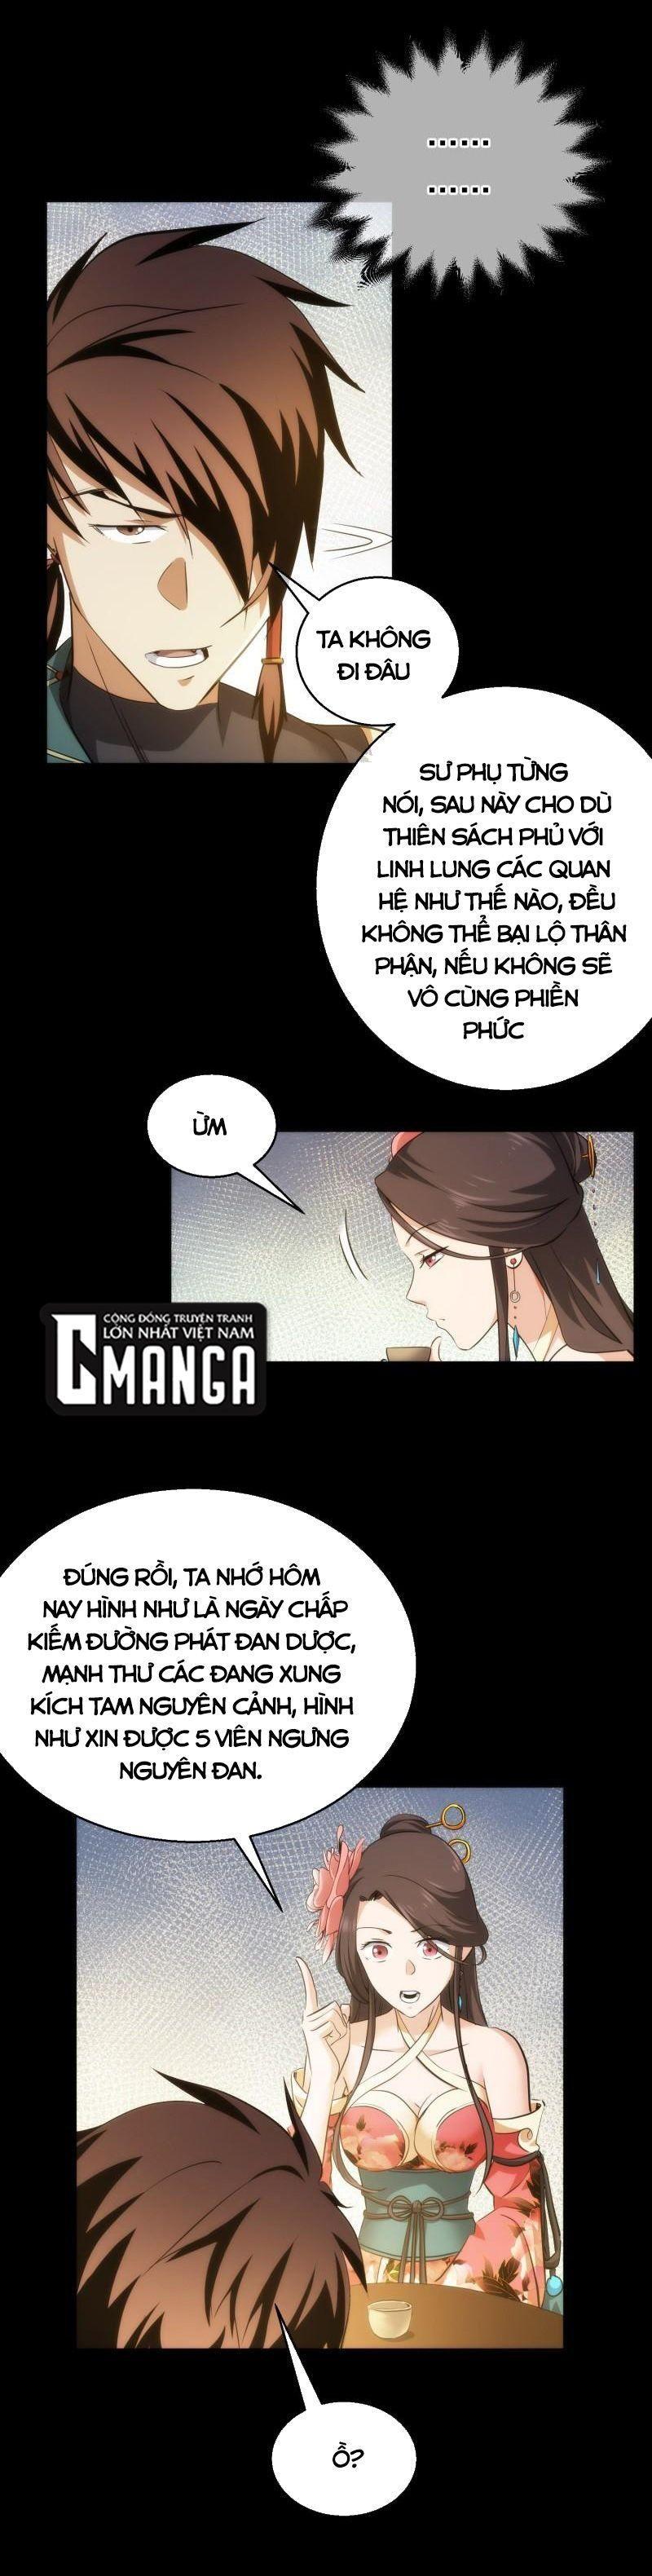 ......
......
TA KHÔNG
ĐI ĐÂU
SƯ PHỤ TỪNG
NÓI, SAU NÀY CHO DÙ
THIÊN SÁCH PHỦ VỚI
LINH LUNG CÁC QUAN
HỆ NHƯ THẾ NÀO, ĐỀU
KHÔNG THỂ BẠI LỘ THÂN
PHẬN, NẾU KHÔNG SẼ
VÔ CÙNG PHIỀN
PHỨC
ỪM
CỘNG ĐỒNG TRUYỆN TRANH
LỚN NHẤT VIỆT NAM
CMANGA
ĐÚNG RỒI, TA NHỚ HÔM
NAY HÌNH NHƯ LÀ NGÀY CHẤP
KIẾM ĐƯỜNG PHÁT ĐAN DƯỢC,
MẠNH THƯ CÁC ĐANG XUNG
KÍCH TAM NGUYÊN CẢNH, HÌNH
NHƯ XIN ĐƯỢC 5 VIÊN NGƯNG
NGUYÊN ĐAN.
Ồ?